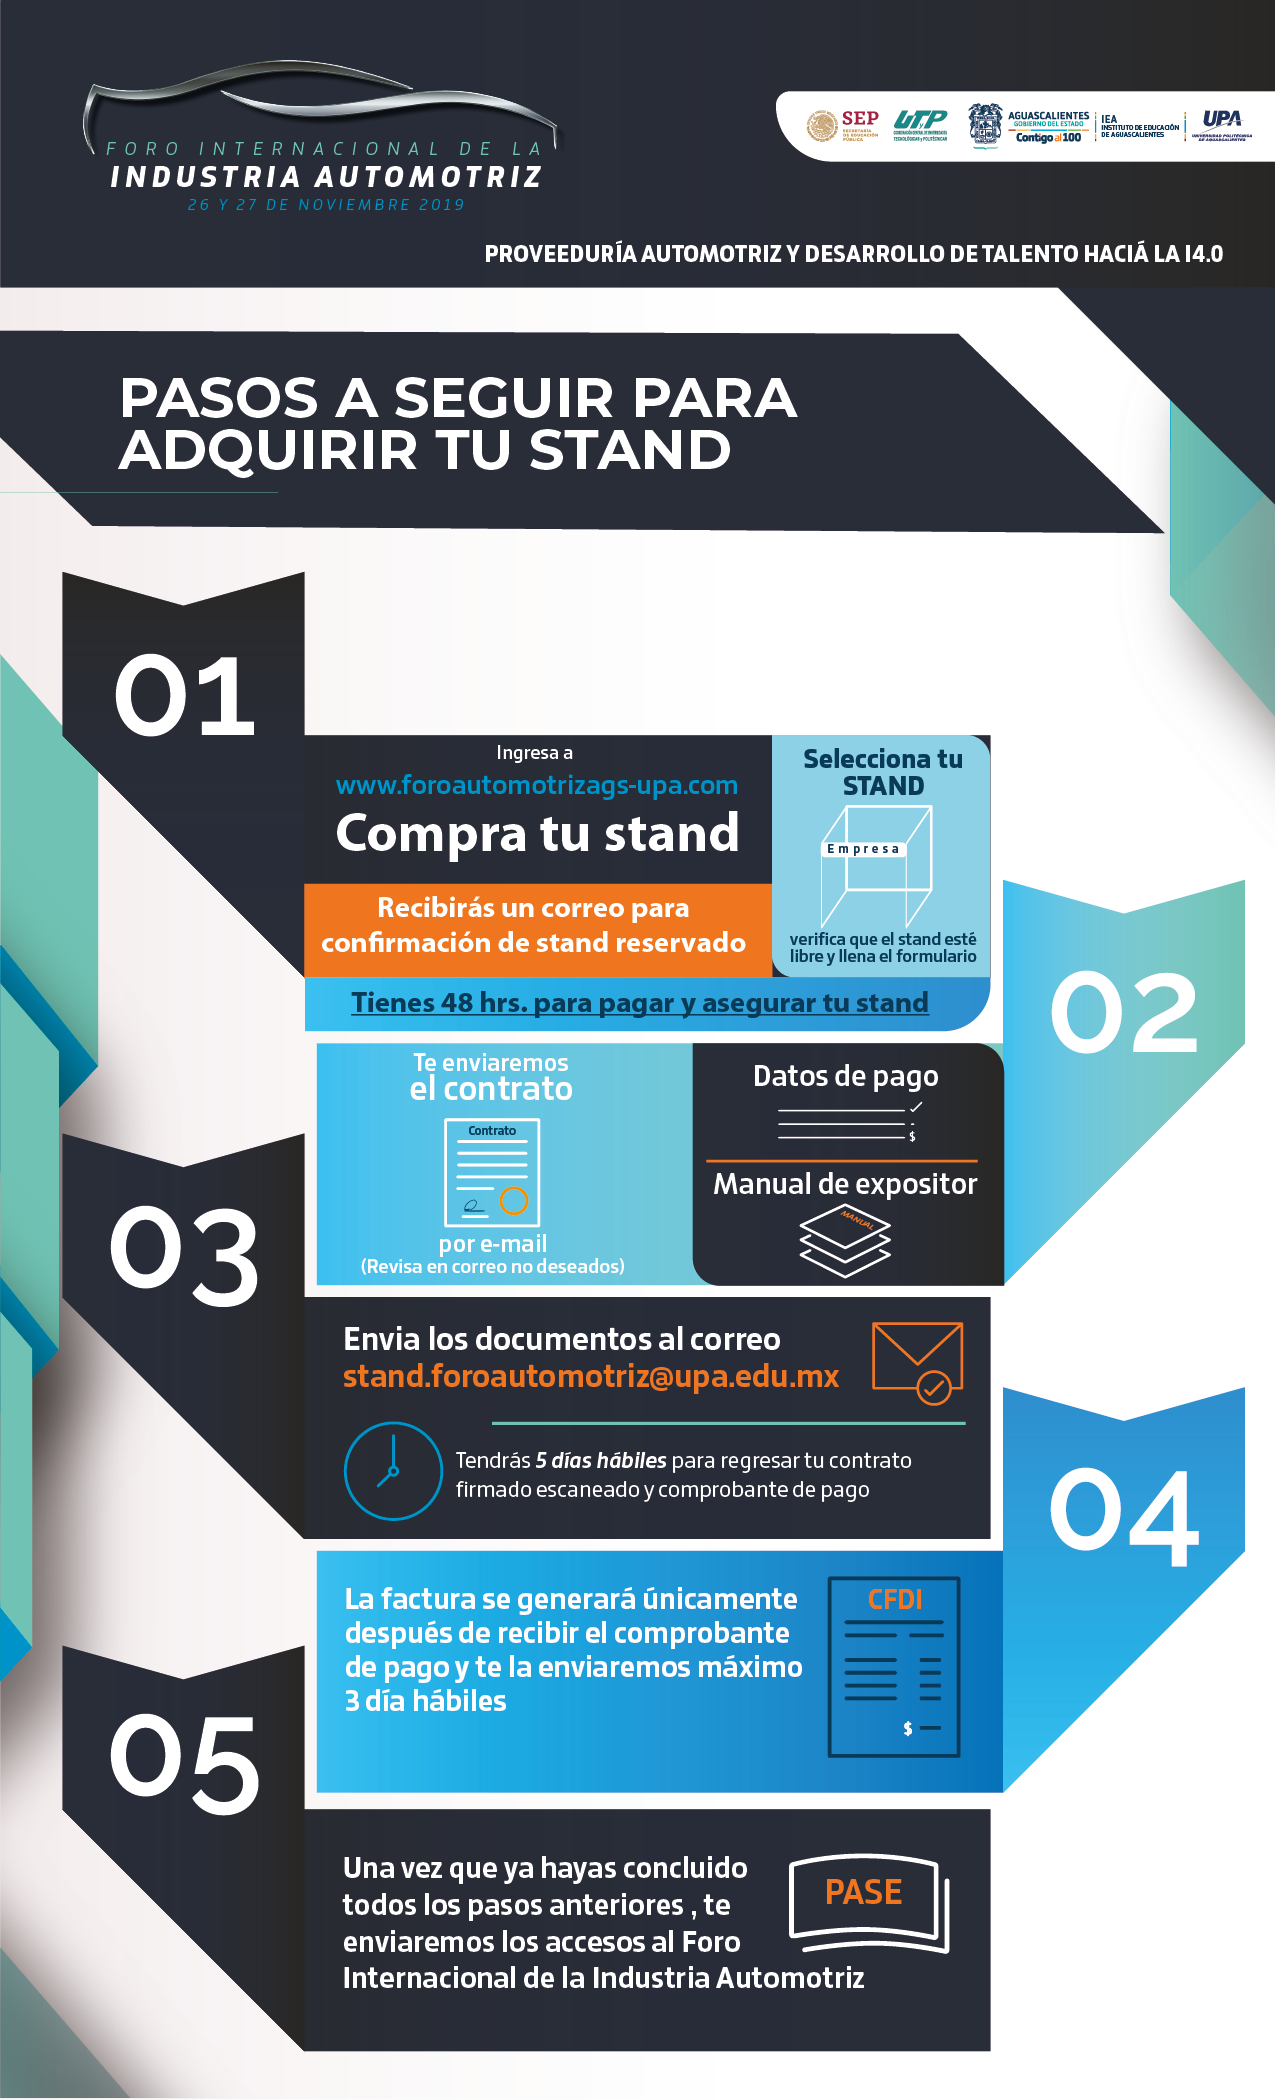 FORO INTERNACIONAL DE LA
INDUSTRIA AUTOMOTRIZ
26 Y 27 DE NOVIEMBRE 2019
SEP
SECRETARÍA
DE EDUCACIÓN
PÚBLICA
UTyP
COORDINACIÓN GENERAL DE UNIVERSIDADES
TECNOLÓGICAS y POLITÉCNICAS
AGUASCALIENTES
GOBIERNO DEL ESTADO
Contigo al 100
IEA
INSTITUTO DE EDUCACIÓN
DE AGUASCALIENTES
UPA
UNIVERSIDAD POLITÉCNICA
DE AGUASCALIENTES
PROVEEDURÍA AUTOMOTRIZ Y DESARROLLO DE TALENTO HACIÁ LA I4.0
PASOS A SEGUIR PARA
ADQUIRIR TU STAND
01
Ingresa a
www.foroautomotrizags-upa.com
Compra tu stand
Recibirás un correo para
confirmación de stand reservado
Selecciona tu
STAND
Empresa
verifica que el stand esté
libre y llena el formulario
Tienes 48 hrs. para pagar y asegurar tu stand
02
Te enviaremos
el contrato
Contrato
por e-mail
(Revisa en correo no deseados)
Datos de pago
$
Manual de expositor
MANUAL
03
Envia los documentos al correo
stand.foroautomotriz@upa.edu.mx
Tendrás 5 días hábiles para regresar tu contrato
firmado escaneado y comprobante de pago
04
La factura se generará únicamente
después de recibir el comprobante
de pago y te la enviaremos máximo
3 día hábiles
CFDI
$
05
Una vez que ya hayas concluido
todos los pasos anteriores , te
enviaremos los accesos al Foro
Internacional de la Industria Automotriz
PASE